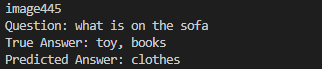 image445
Question: what is on the sofa
True Answer: toy, books
Predicted Answer: clothes